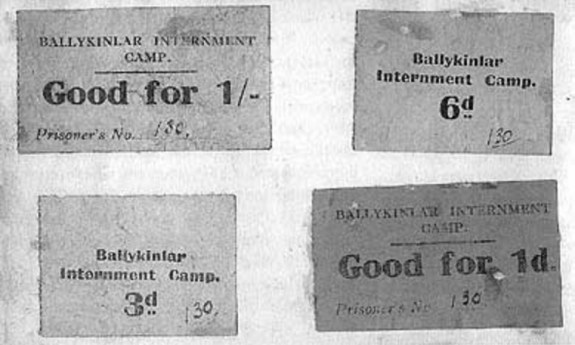 BALLYKINLAR INTERNMENT
CAMP.
Good for 1/-
Prisoner's No. 130.
Ballykinlar
Internment Camp.
6d
130
Ballykinlar
Internment Camp.
3d
130.
BALLYKINLAR INTERNMENT
CAMP.
Good for 1d.
Prisoner's No 130